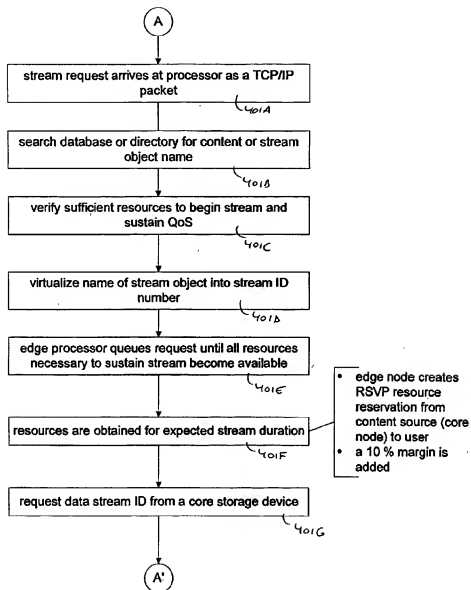 A
stream request arrives at processor as a TCP/IP
packet
401A
search database or directory for content or stream
object name
401B
verify sufficient resources to begin stream and
sustain QoS
401C
virtualize name of stream object into stream ID
number
401D
edge processor queues request until all resources
necessary to sustain stream become available
401E
resources are obtained for expected stream duration
401F
• edge node creates
RSVP resource
reservation from
content source (core
node) to user
• a 10 % margin is
added
request data stream ID from a core storage device
401G
A'